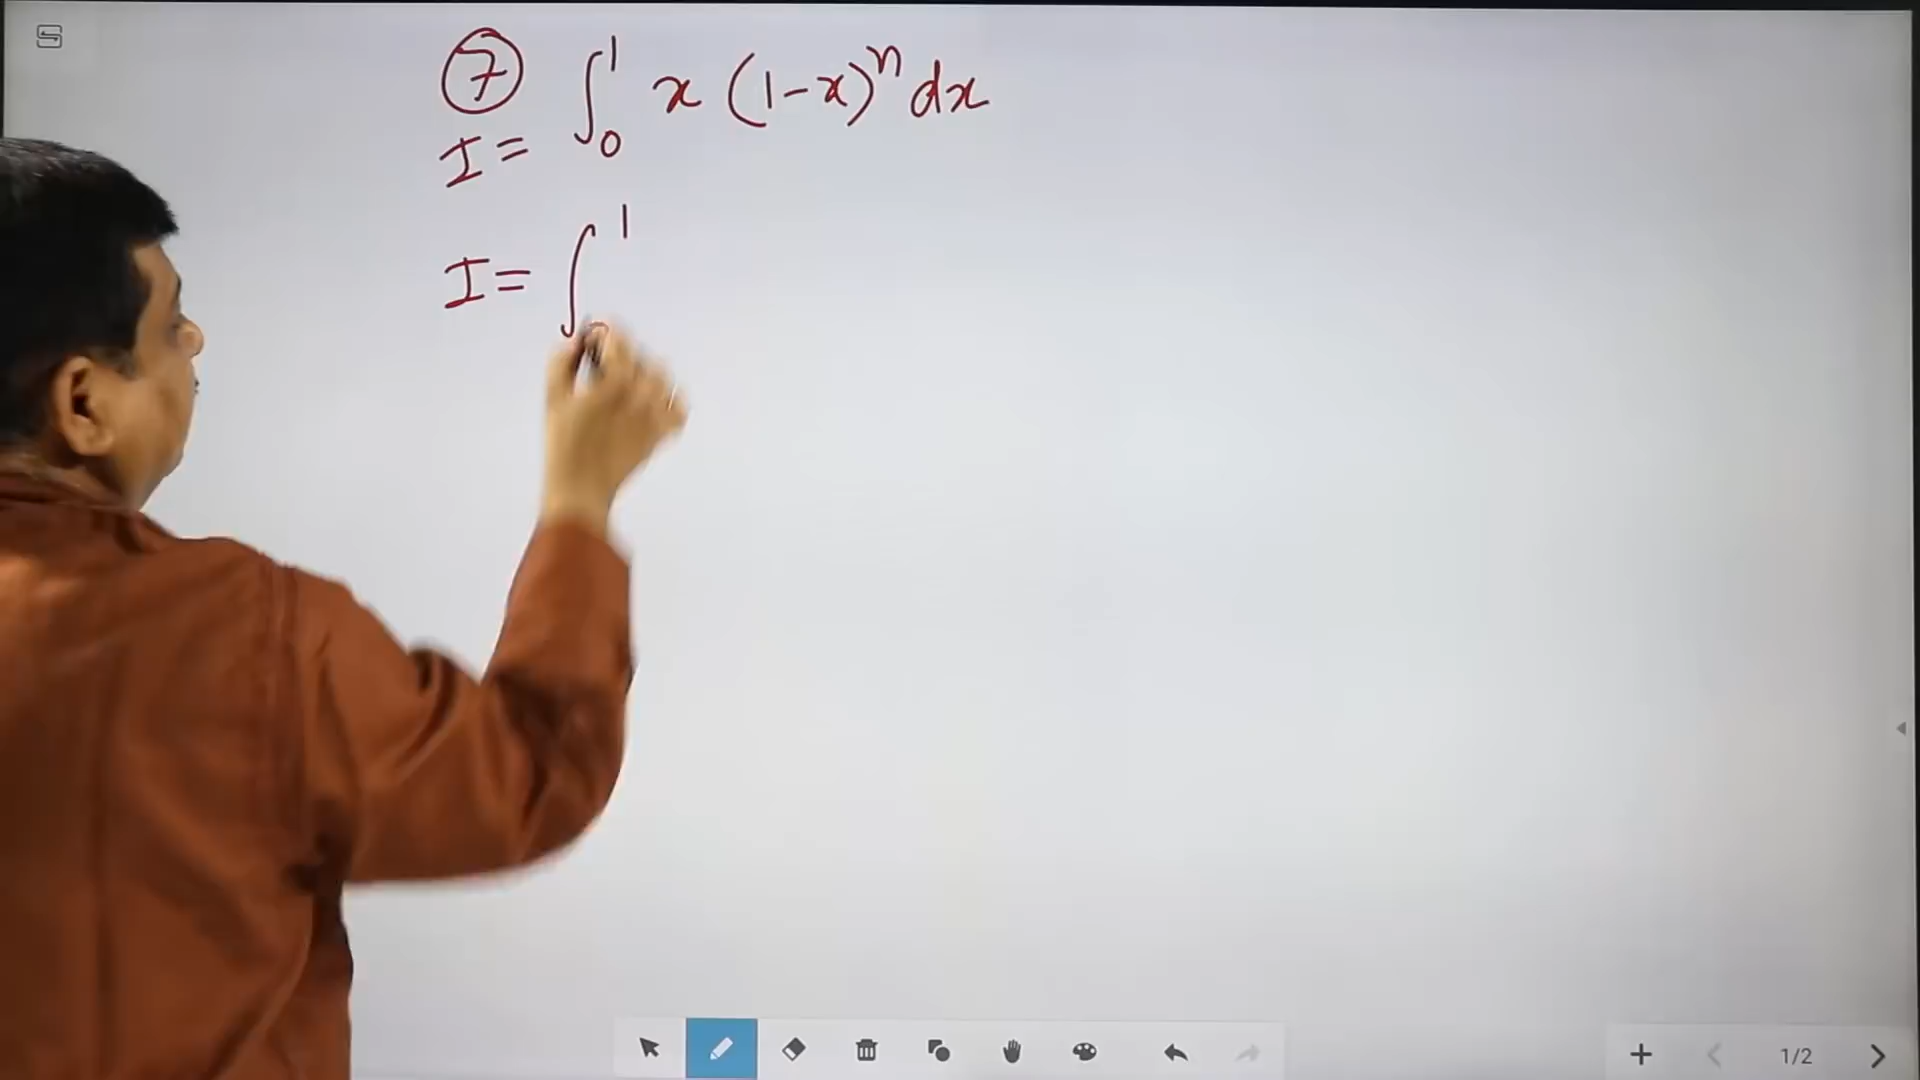 ⑦ ∫₀¹ x (1-x)ⁿ dx
I =
I = ∫ 1
1/2